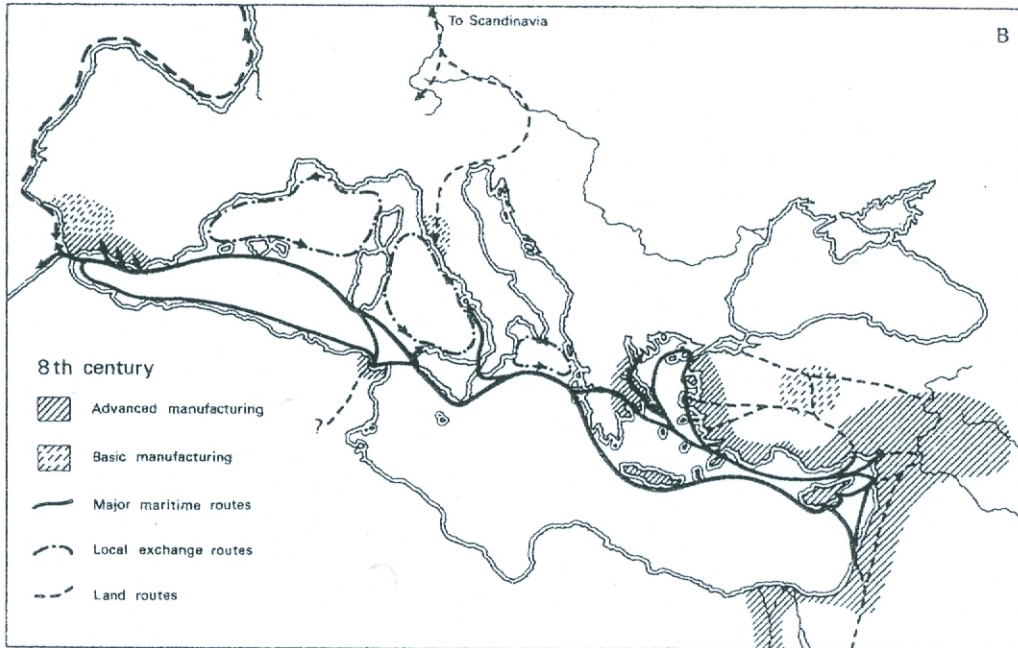 To Scandinavia
B
?
8th century
Advanced manufacturing
Basic manufacturing
Major maritime routes
Local exchange routes
Land routes